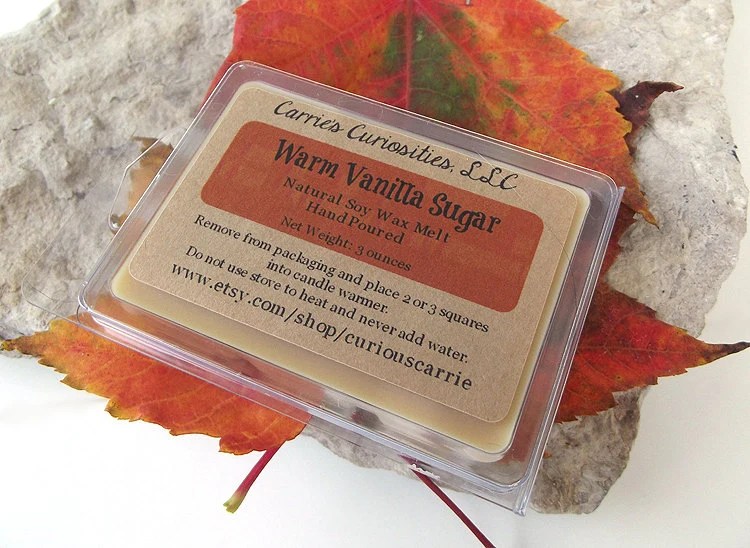 Carrie's Curiosities, LLC
Warm Vanilla Sugar
Natural Soy Wax Melt
Hand Poured
Net Weight: 3 ounces
Remove from packaging and place 2 or 3 squares
into candle warmer.
Do not use stove to heat and never add water.
www.etsy.com/shop/curiouscarrie